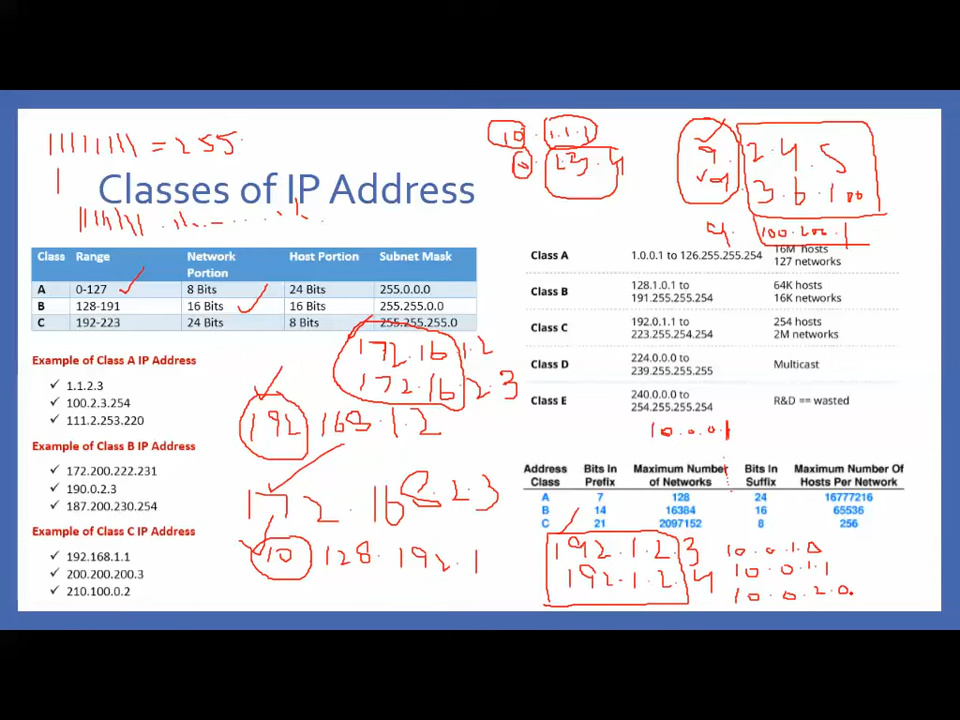 11111111 = 255
Classes of IP Address
Class Range Network Portion Host Portion Subnet Mask
A 0-127 8 Bits 24 Bits 255.0.0.0
B 128-191 16 Bits 16 Bits 255.255.0.0
C 192-223 24 Bits 8 Bits 255.255.255.0
Example of Class A IP Address
✓ 1.1.2.3
✓ 100.2.3.254
✓ 111.2.253.220
Example of Class B IP Address
✓ 172.200.222.231
✓ 190.0.2.3
✓ 187.200.230.254
Example of Class C IP Address
✓ 192.168.1.1
✓ 200.200.200.3
✓ 210.100.0.2
172.16.1.2
172.16.2.3
192 168.1.2
172.168.2.3
10 128.192.1
10.1.1.1
9.2.4.5
9.3.6.100
9.100.200.1
Class A 1.0.0.1 to 126.255.255.254 16M hosts 127 networks
Class B 128.1.0.1 to 191.255.255.254 64K hosts 16K networks
Class C 192.0.1.1 to 223.255.254.254 254 hosts 2M networks
Class D 224.0.0.0 to 239.255.255.255 Multicast
Class E 240.0.0.0 to 254.255.255.254 R&D == wasted
10.0.0.1
Address Class Bits In Prefix Maximum Number of Networks Bits In Suffix Maximum Number Of Hosts Per Network
A 7 128 24 16777216
B 14 16384 16 65536
C 21 2097152 8 256
192.1.2.3
192.1.2.4
10.0.1.0
10.0.1.1
10.0.2.0.